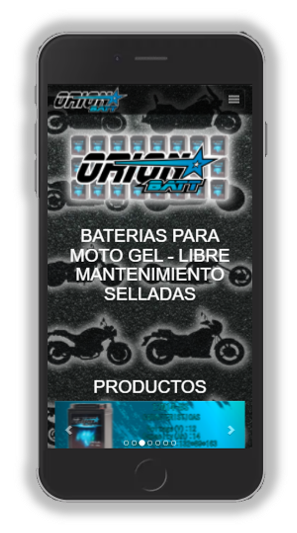 ORION
BATT
ORION
BATT
BATERIAS PARA
MOTO GEL - LIBRE
MANTENIMIENTO
SELLADAS
PRODUCTOS